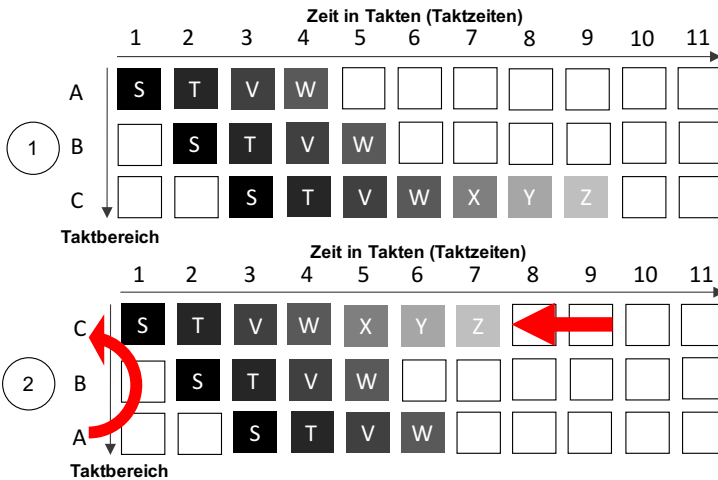 Zeit in Takten (Taktzeiten)
1 2 3 4 5 6 7 8 9 10 11
A S T V W
1 B S T V W
C S T V W X Y Z
Taktbereich
Zeit in Takten (Taktzeiten)
1 2 3 4 5 6 7 8 9 10 11
C S T V W X Y Z
2 B S T V W
A S T V W
Taktbereich